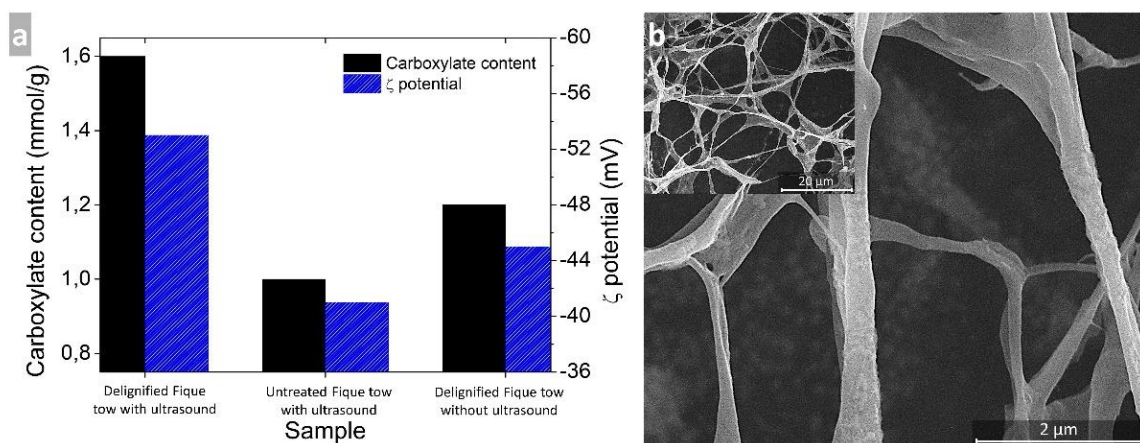 a
Carboxylate content (mmol/g)
1,6
1,4
1,2
1,0
0,8
Carboxylate content
ζ potential
-60
-56
-52
-48
-44
-40
-36
ζ potential (mV)
Delignified Fique
tow with ultrasound
Untreated Fique tow
with ultrasound
Delignified Fique tow
without ultrasound
Sample
b
20 µm
2 µm